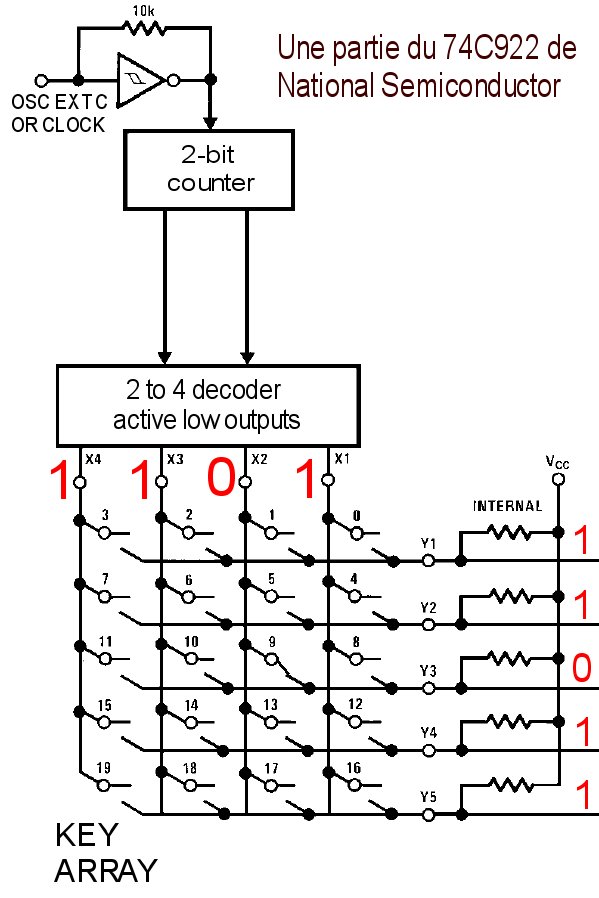 10k
Une partie du 74C922 de
National Semiconductor
OSC EXT C
OR CLOCK
2-bit
counter
2 to 4 decoder
active low outputs
X4 X3 X2 X1
1 1 0 1
VCC
INTERNAL
3 2 1 0 Y1 1
7 6 5 4 Y2 1
11 10 9 8 Y3 0
15 14 13 12 Y4 1
19 18 17 16 Y5 1
KEY
ARRAY